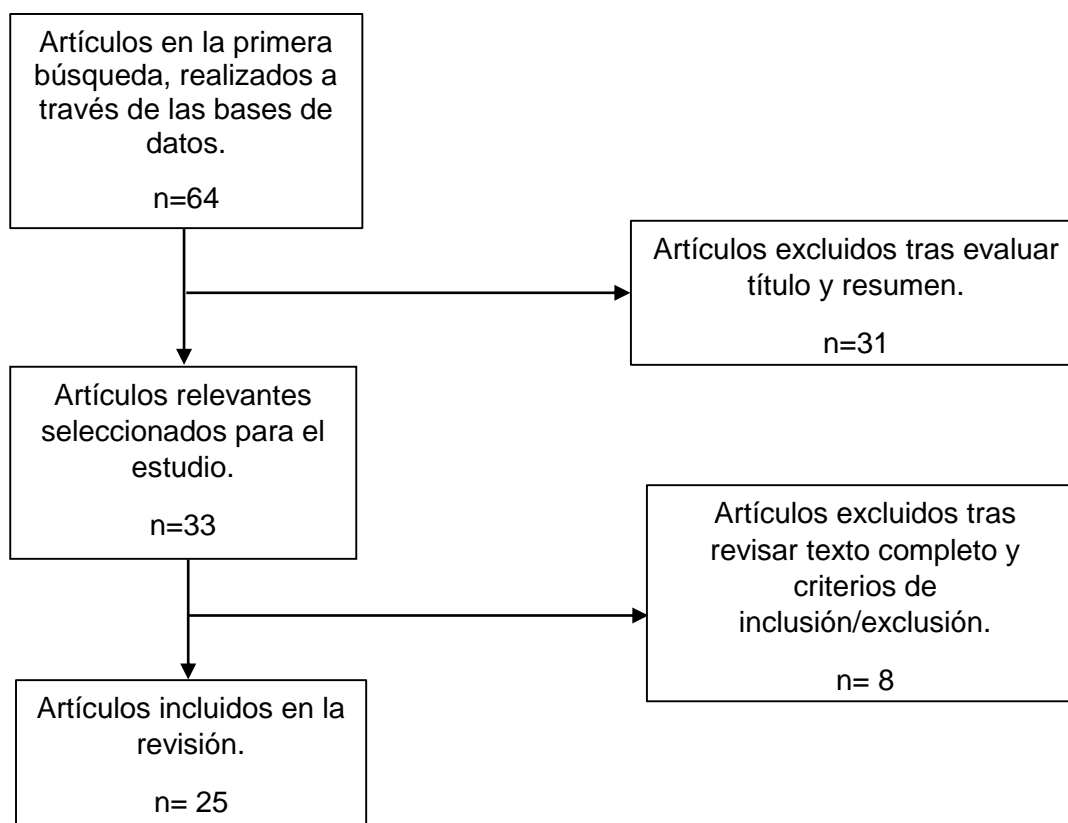 Artículos en la primera
búsqueda, realizados a
través de las bases de
datos.
n=64
Artículos excluidos tras evaluar
título y resumen.
n=31
Artículos relevantes
seleccionados para el
estudio.
n=33
Artículos excluidos tras
revisar texto completo y
criterios de
inclusión/exclusión.
n= 8
Artículos incluidos en la
revisión.
n= 25